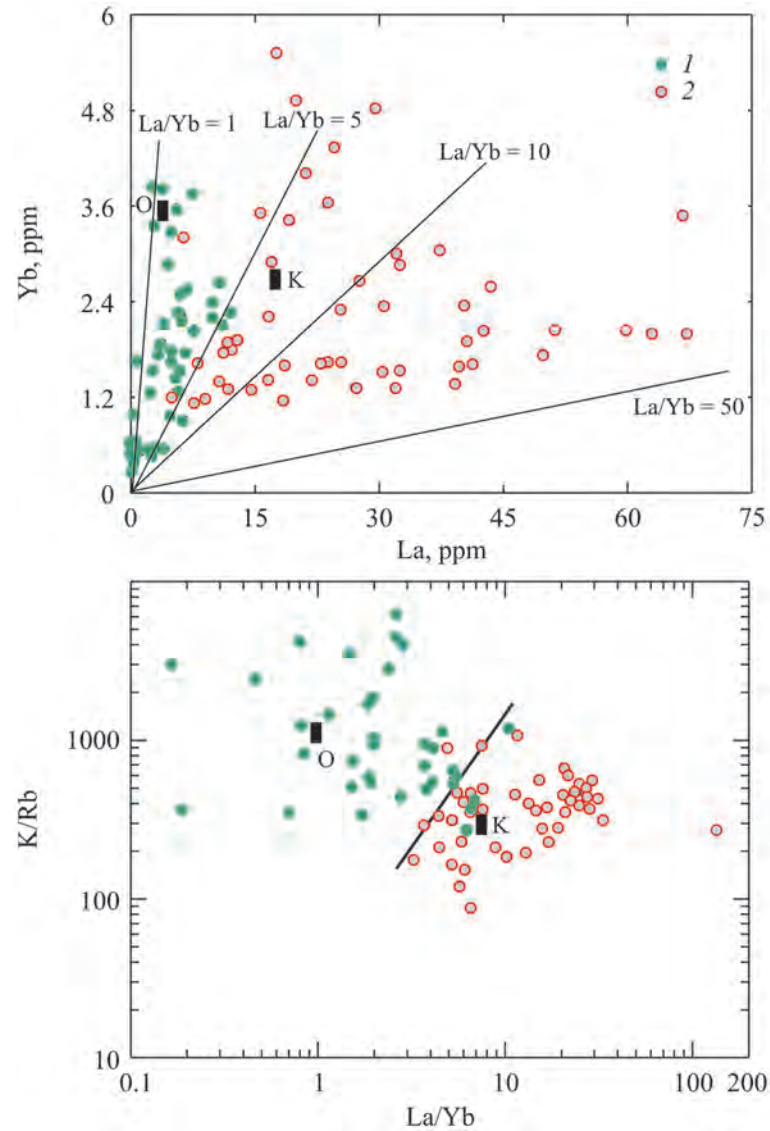 6
1
2
4.8
La/Yb = 1
La/Yb = 5
La/Yb = 10
3.6
O
Yb, ppm
K
2.4
1.2
La/Yb = 50
0
0 15 30 45 60 75
La, ppm
1000
O
K/Rb
K
100
10
0.1 1 10 100 200
La/Yb